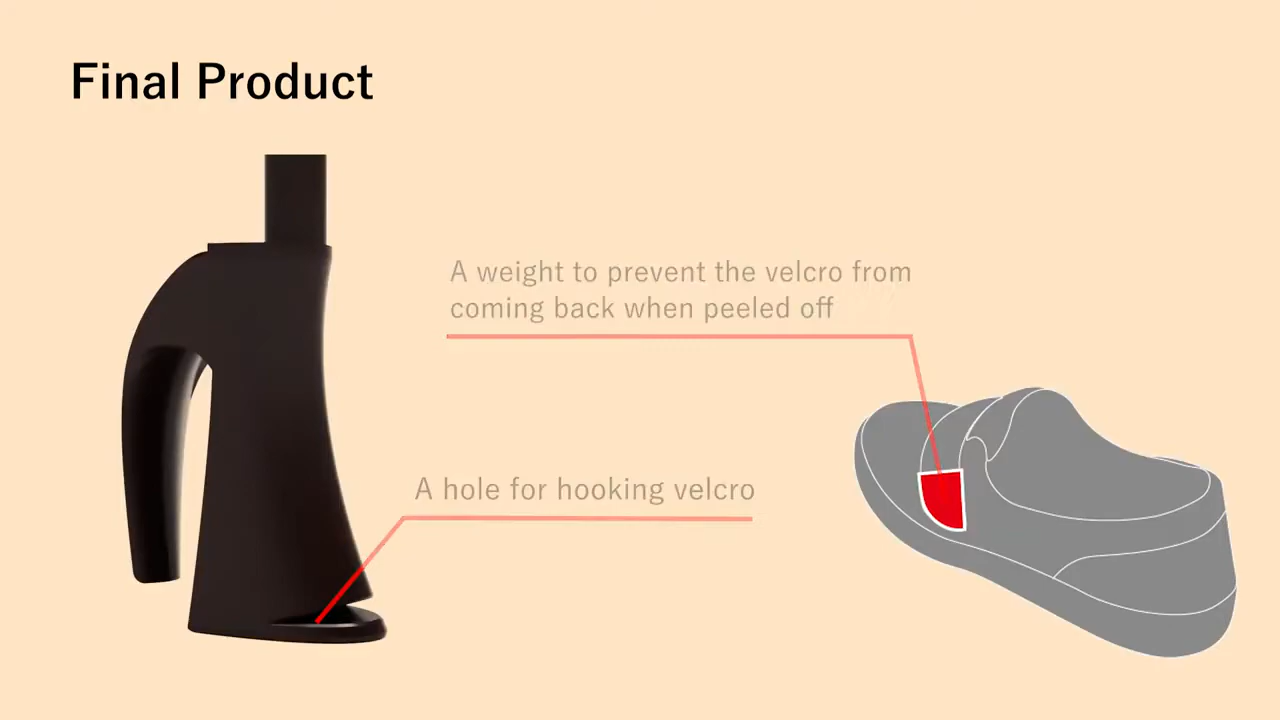 Final Product
A weight to prevent the velcro from
coming back when peeled off
A hole for hooking velcro